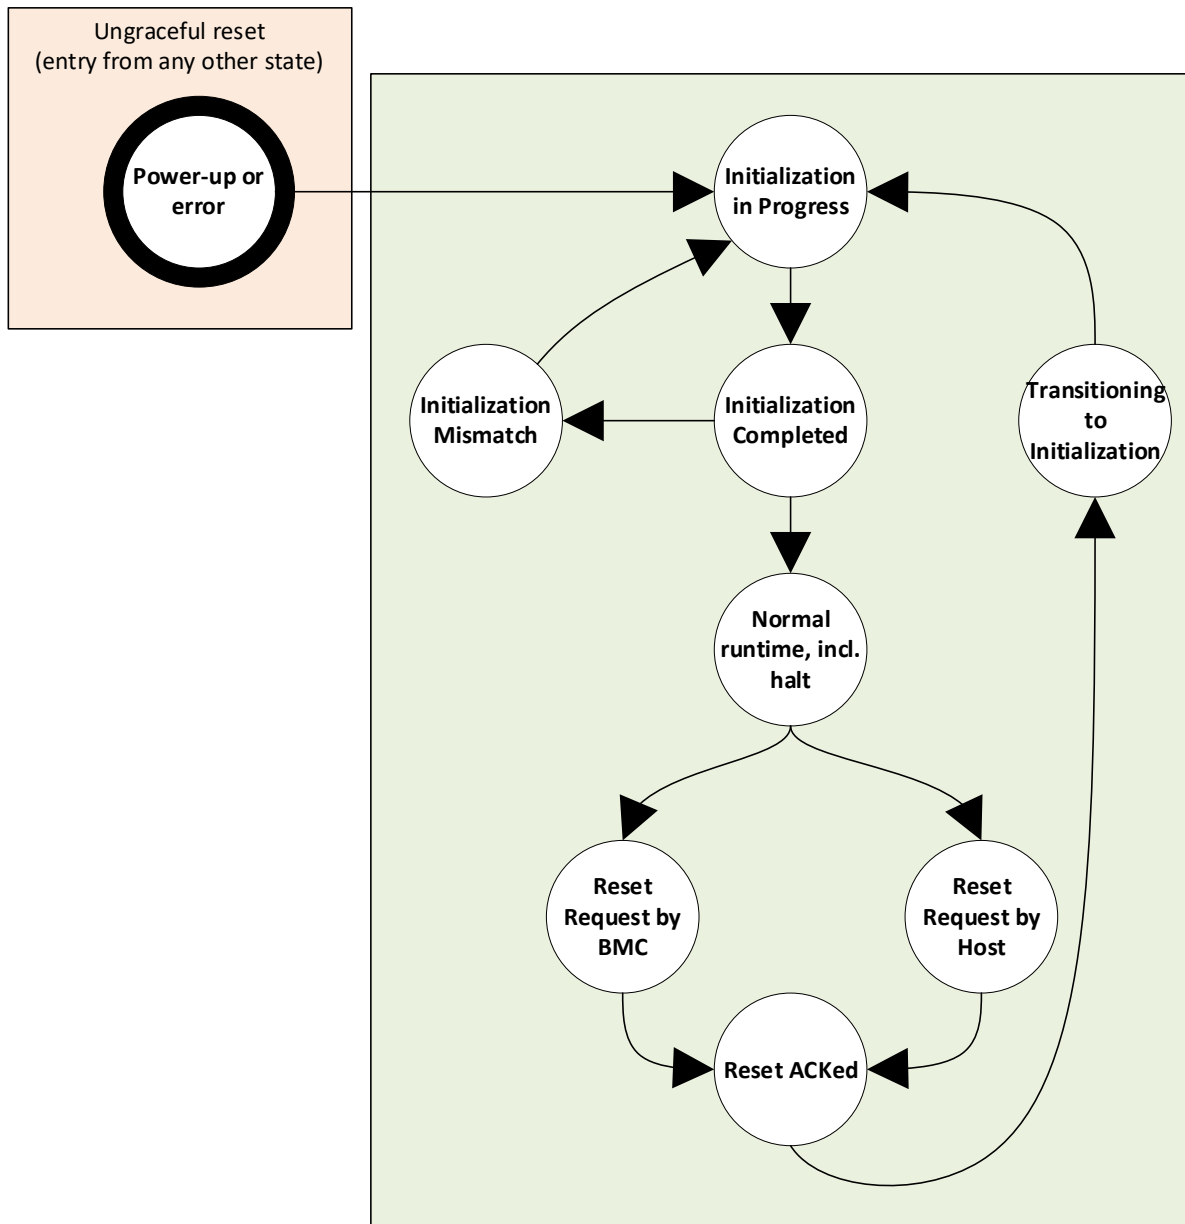 Ungraceful reset
(entry from any other state)
Power-up or
error
Initialization
in Progress
Initialization
Mismatch
Initialization
Completed
Transitioning
to
Initialization
Normal
runtime, incl.
halt
Reset
Request by
BMC
Reset
Request by
Host
Reset ACKed